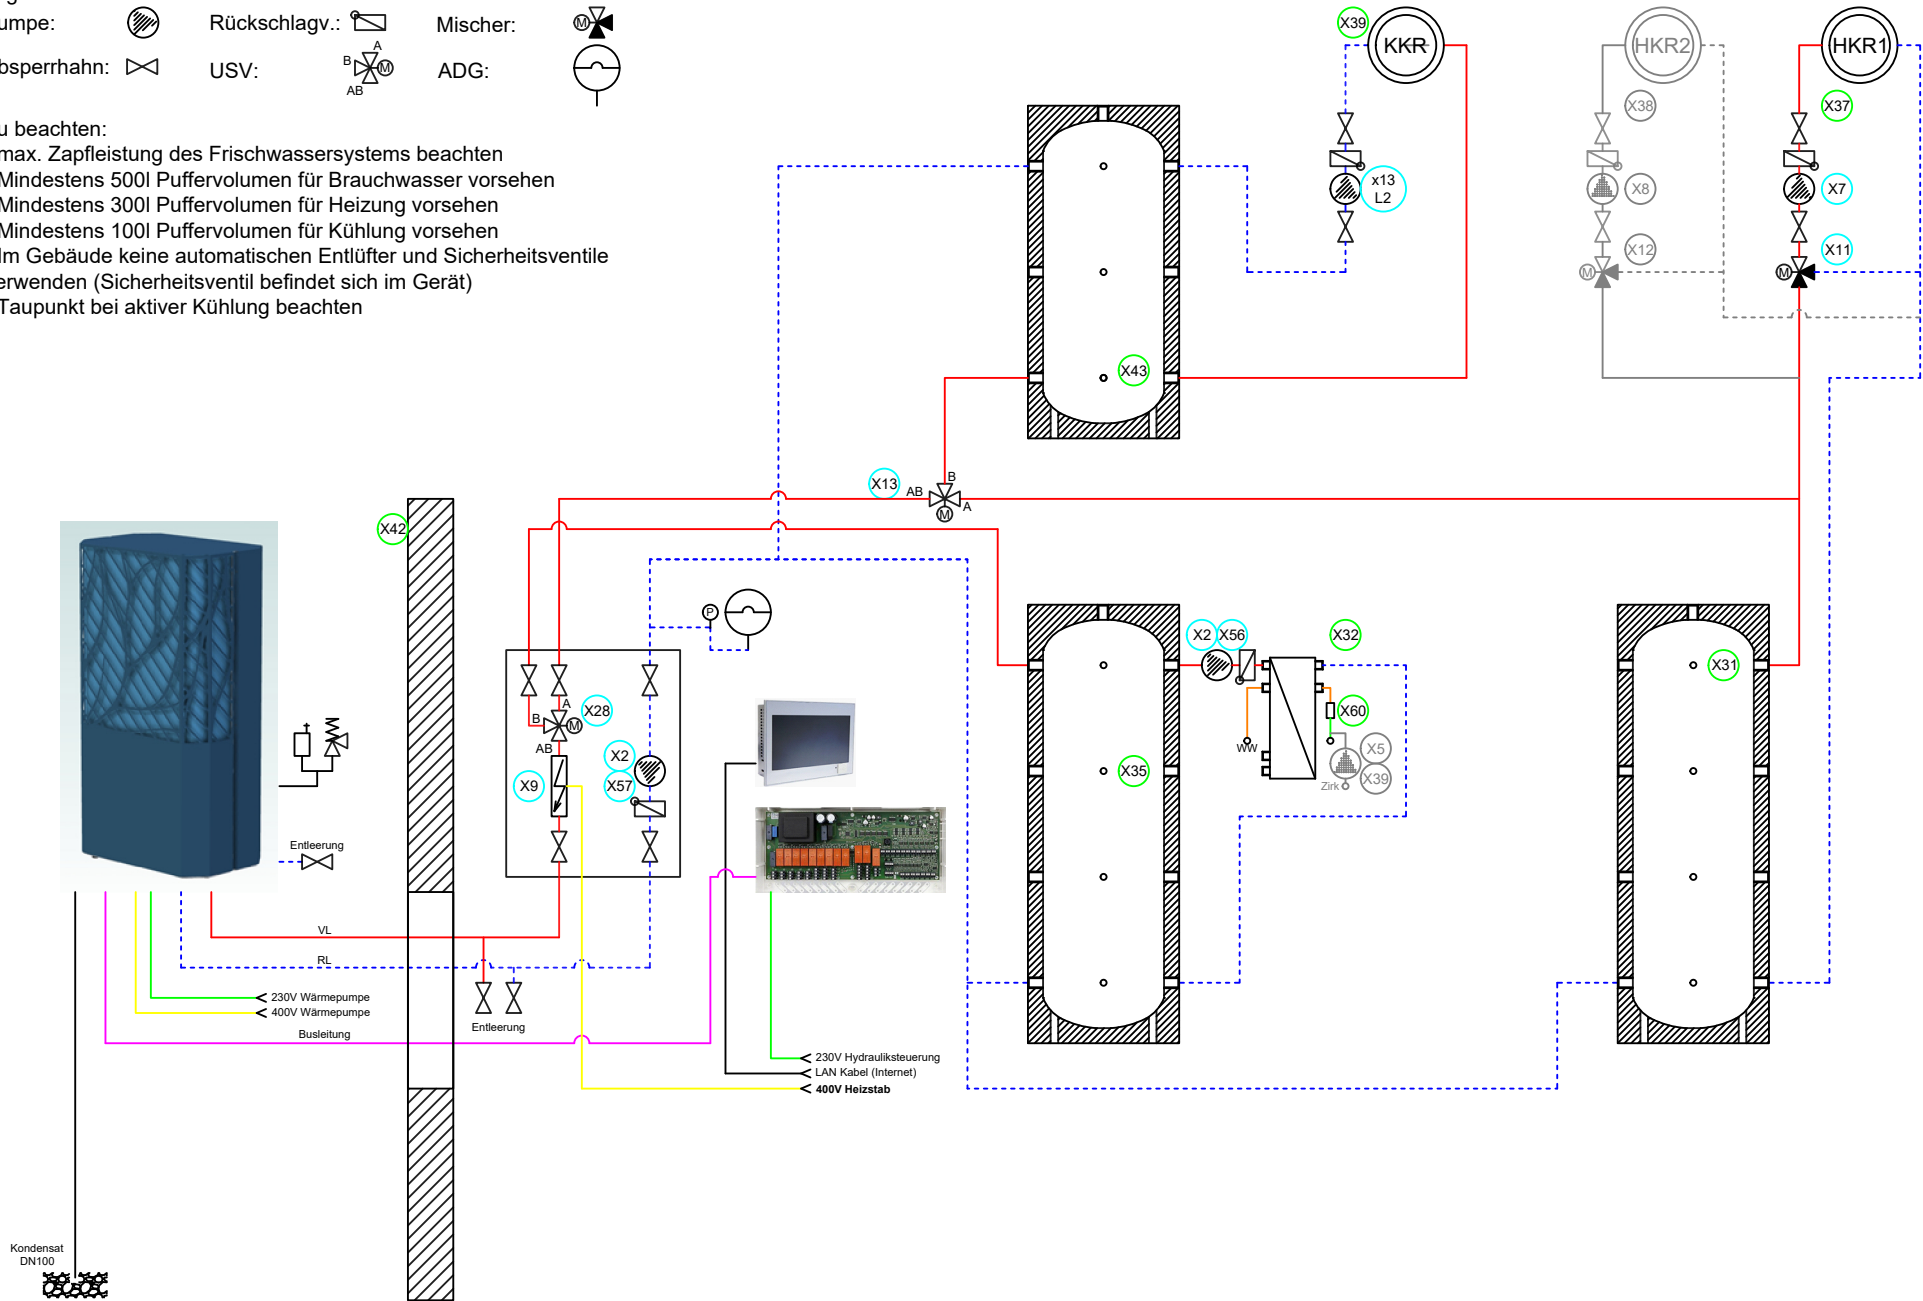 umpe:
Rückschlagv.:
Mischer:
M
bsperrhahn:
USV:
A
B
M
AB
ADG:
u beachten:
max. Zapfleistung des Frischwassersystems beachten
Mindestens 500l Puffervolumen für Brauchwasser vorsehen
Mindestens 300l Puffervolumen für Heizung vorsehen
Mindestens 100l Puffervolumen für Kühlung vorsehen
Im Gebäude keine automatischen Entlüfter und Sicherheitsventile
erwenden (Sicherheitsventil befindet sich im Gerät)
Taupunkt bei aktiver Kühlung beachten
X39
KKR
HKR2
HKR1
X38
X37
x13
L2
X8
X7
X12
X11
M
M
X43
X13
AB
B
A
M
X42
P
X2
X56
X32
X31
A
B
M
X28
AB
X60
X2
WW
X5
X35
X9
X57
X39
Zirk
Entleerung
VL
RL
230V Wärmepumpe
400V Wärmepumpe
Entleerung
Busleitung
230V Hydrauliksteuerung
LAN Kabel (Internet)
400V Heizstab
Kondensat
DN100